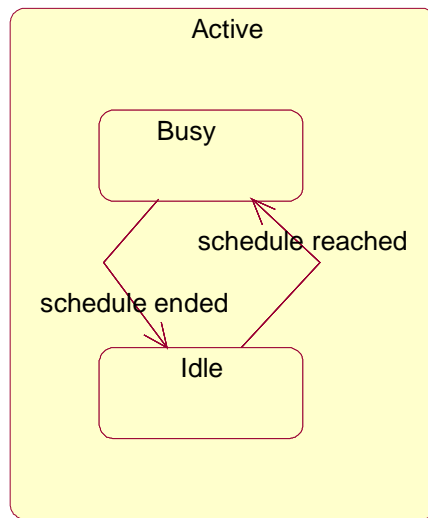 Active
Busy
schedule reached
schedule ended
Idle